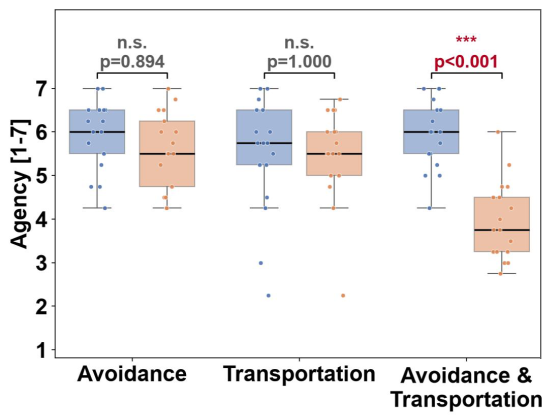 n.s.
p=0.894
n.s.
p=1.000
***
p<0.001
Agency [1-7]
7
6
5
4
3
2
1
Avoidance
Transportation
Avoidance &
Transportation